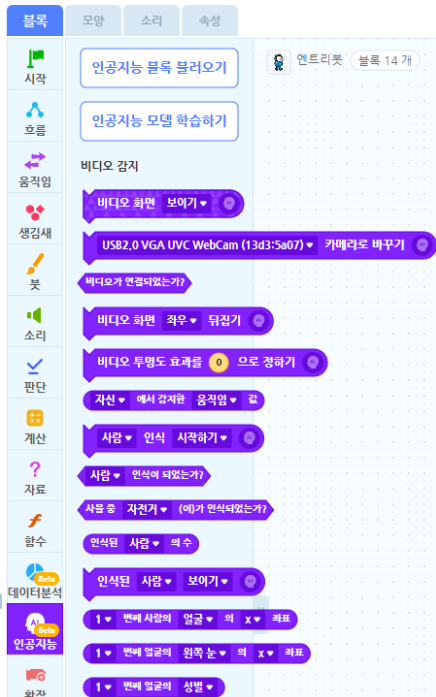 블록 모양 소리 속성
시작
흐름
움직임
생김새
붓
소리
판단
계산
자료
함수
Beta
데이터분석
AI
Beta
인공지능
확장
인공지능 블록 불러오기
인공지능 모델 학습하기
비디오 감지
비디오 화면 보이기
USB2.0 VGA UVC WebCam (13d3:5a07) 카메라로 바꾸기
비디오가 연결되었는가?
비디오 화면 좌우 뒤집기
비디오 투명도 효과를 0 으로 정하기
자신 에서 감지한 움직임 값
사람 인식 시작하기
사람 인식이 되었는가?
사물 중 자전거 (이)가 인식되었는가?
인식된 사람 의 수
인식된 사람 보이기
1 번째 사람의 얼굴 의 x 좌표
1 번째 얼굴의 왼쪽 눈 의 x 좌표
1 번째 얼굴의 성별
엔트리봇 블록 14 개